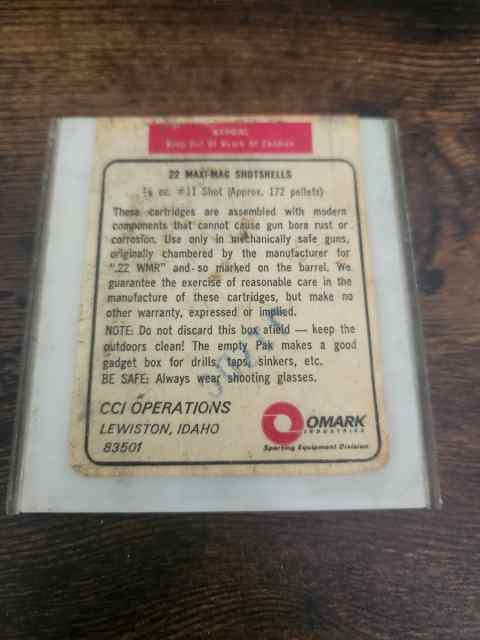 WARNING
Keep Out Of Reach Of Children
22 MAXI-MAG SHOTSHELLS
⅛ oz. #11 Shot (Approx. 172 pellets)
These cartridges are assembled with modern
components that cannot cause gun bore rust or
corrosion. Use only in mechanically safe guns,
originally chambered by the manufacturer for
".22 WMR" and so marked on the barrel. We
guarantee the exercise of reasonable care in the
manufacture of these cartridges, but make no
other warranty, expressed or implied.
NOTE: Do not discard this box afield — keep the
outdoors clean! The empty Pak makes a good
gadget box for drills, taps, sinkers, etc.
BE SAFE: Always wear shooting glasses.
CCI OPERATIONS
LEWISTON, IDAHO
83501
OMARK
INDUSTRIES
Sporting Equipment Division